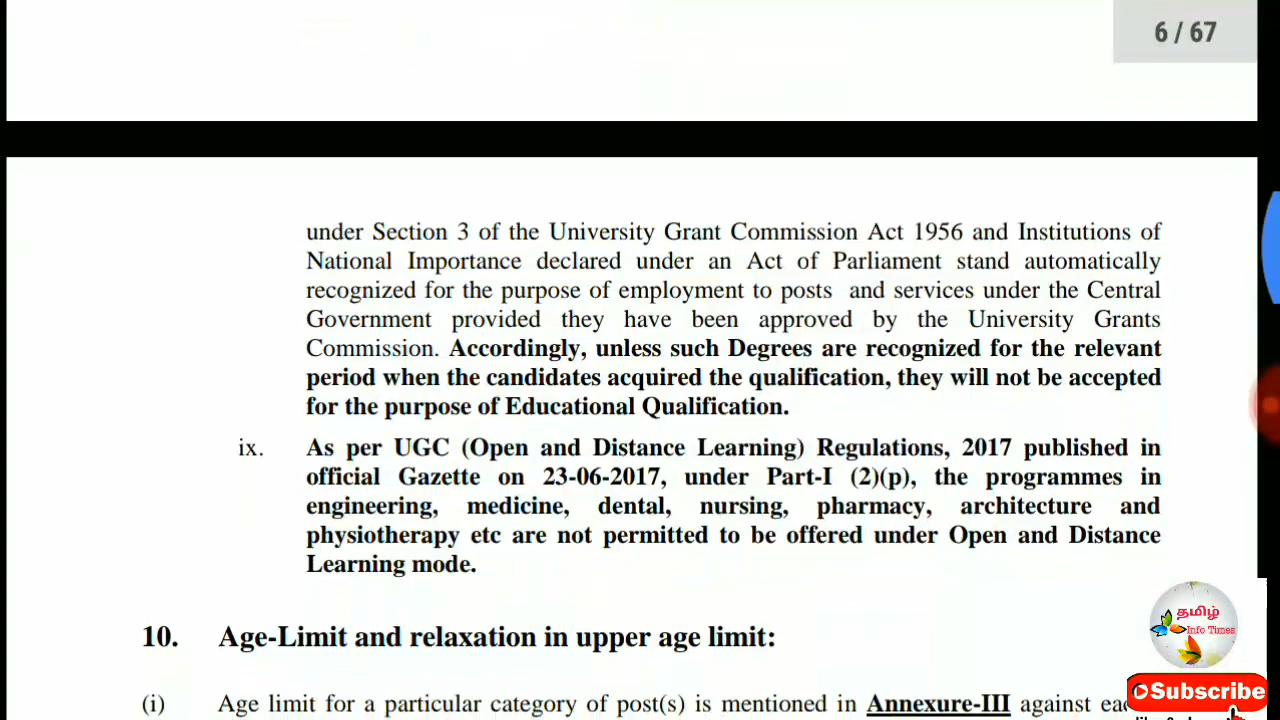 6 / 67
under Section 3 of the University Grant Commission Act 1956 and Institutions of
National Importance declared under an Act of Parliament stand automatically
recognized for the purpose of employment to posts and services under the Central
Government provided they have been approved by the University Grants
Commission. Accordingly, unless such Degrees are recognized for the relevant
period when the candidates acquired the qualification, they will not be accepted
for the purpose of Educational Qualification.
ix. As per UGC (Open and Distance Learning) Regulations, 2017 published in
official Gazette on 23-06-2017, under Part-I (2)(p), the programmes in
engineering, medicine, dental, nursing, pharmacy, architecture and
physiotherapy etc are not permitted to be offered under Open and Distance
Learning mode.
10. Age-Limit and relaxation in upper age limit:
(i) Age limit for a particular category of post(s) is mentioned in Annexure-III against
தமிழ்
Info Times
Subscribe